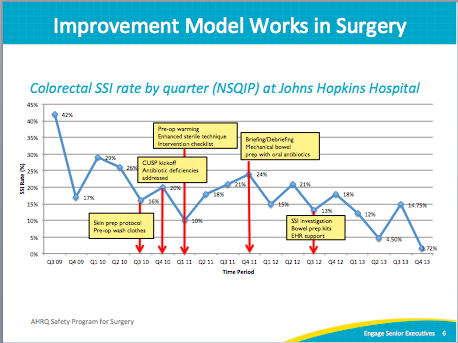 Improvement Model Works in Surgery
Colorectal SSI rate by quarter (NSQIP) at Johns Hopkins Hospital
45%
40%
35%
30%
25%
20%
15%
10%
5%
0%
SSI Rate (%)
42%
17%
29%
26%
16%
20%
10%
18%
21%
24%
15%
21%
13%
18%
12%
4.50%
14.75%
1.72%
Pre-op warming
Enhanced sterile technique
Intervention checklist
Briefing/Debriefing
Mechanical bowel
prep with oral antibiotics
CUSP kickoff
Antibiotic deficiencies
addressed
Skin prep protocol
Pre-op wash clothes
SSI investigation
Bowel prep kits
EHR support
Q3 09 Q4 09 Q1 10 Q2 10 Q3 10 Q4 10 Q1 11 Q2 11 Q3 11 Q4 11 Q1 12 Q2 12 Q3 12 Q4 12 Q1 13 Q2 13 Q3 13 Q4 13
Time Period
AHRQ Safety Program for Surgery
Engage Senior Executives 6